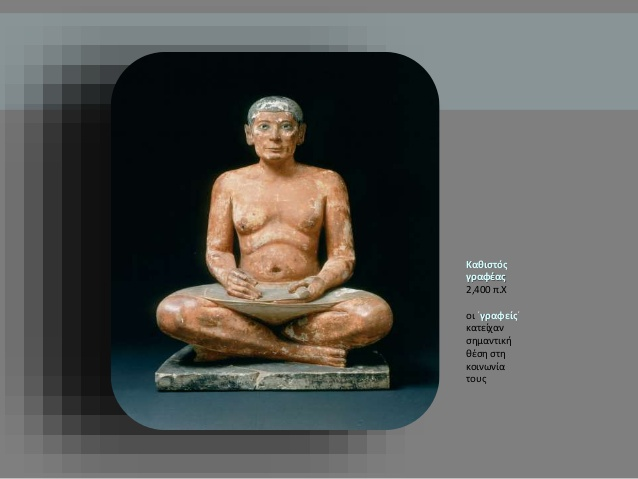 Καθιστός
γραφέας
2,400 π.Χ
οι ΄γραφείς΄
κατείχαν
σημαντική
θέση στη
κοινωνία
τους